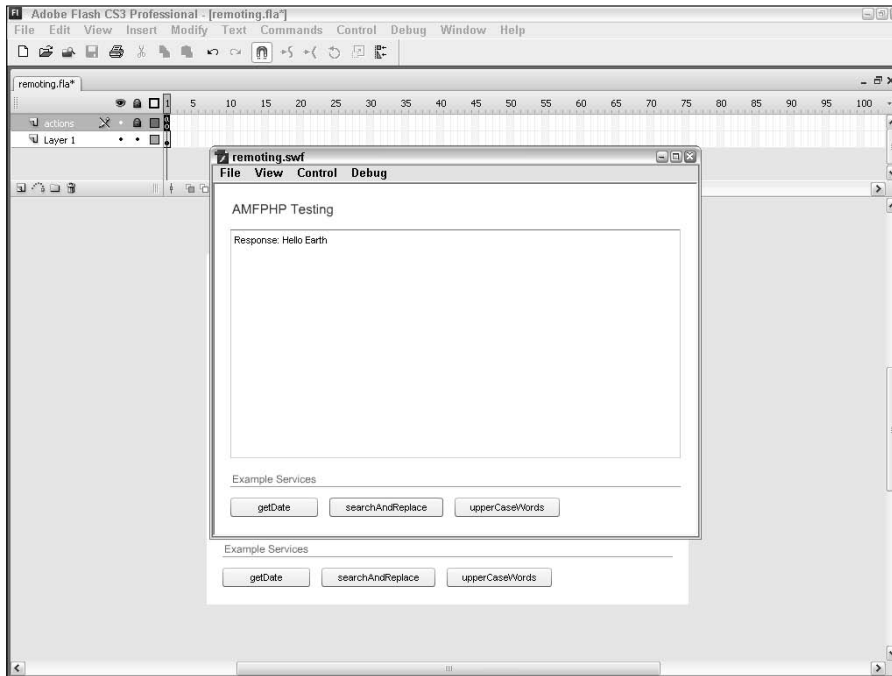 Adobe Flash CS3 Professional - [remoting.fla*]
File Edit View Insert Modify Text Commands Control Debug Window Help
remoting.fla*
1 5 10 15 20 25 30 35 40 45 50 55 60 65 70 75 80 85 90 95 100
actions
Layer 1
remoting.swf
File View Control Debug
AMFPHP Testing
Response: Hello Earth
Example Services
getDate searchAndReplace upperCaseWords
Example Services
getDate searchAndReplace upperCaseWords